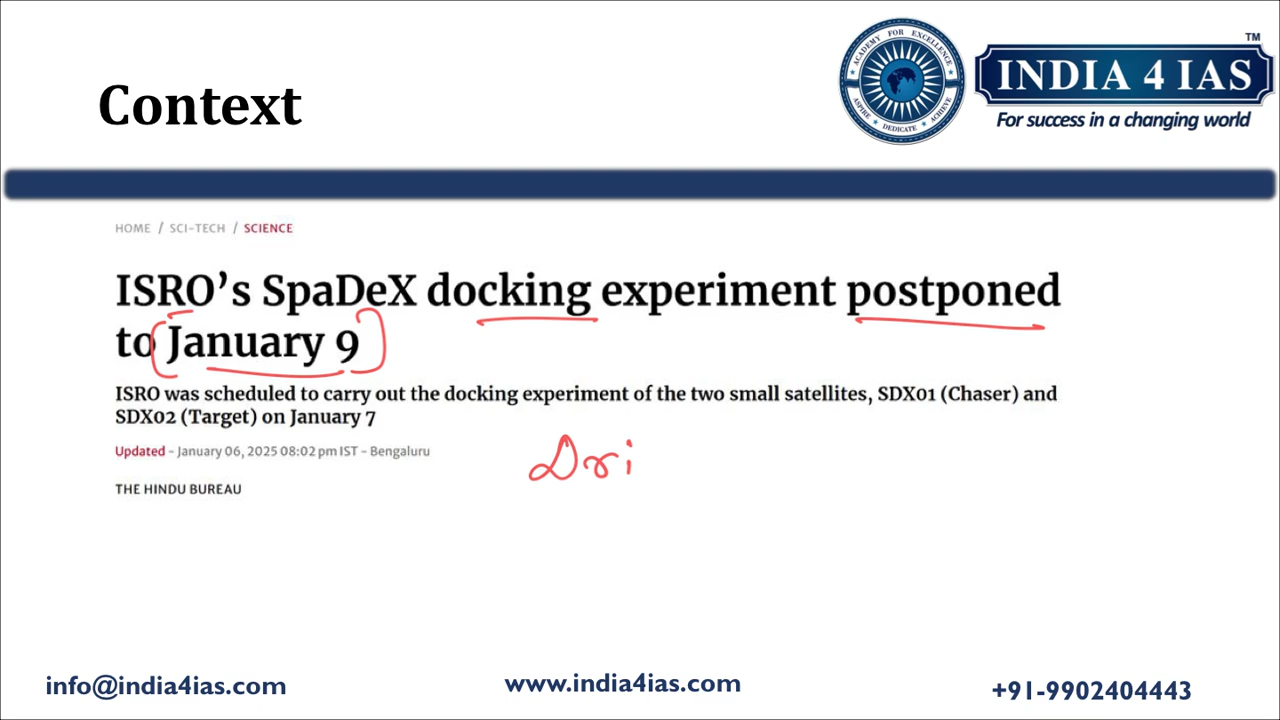 Context
ACADEMY FOR EXCELLENCE
ASPIRE DEDICATE ACHIEVE
INDIA 4 IAS
TM
For success in a changing world
HOME / SCI-TECH / SCIENCE
ISRO’s SpaDeX docking experiment postponed
to January 9
ISRO was scheduled to carry out the docking experiment of the two small satellites, SDX01 (Chaser) and
SDX02 (Target) on January 7
Updated - January 06, 2025 08:02 pm IST - Bengaluru
Dri
THE HINDU BUREAU
info@india4ias.com
www.india4ias.com
+91-9902404443